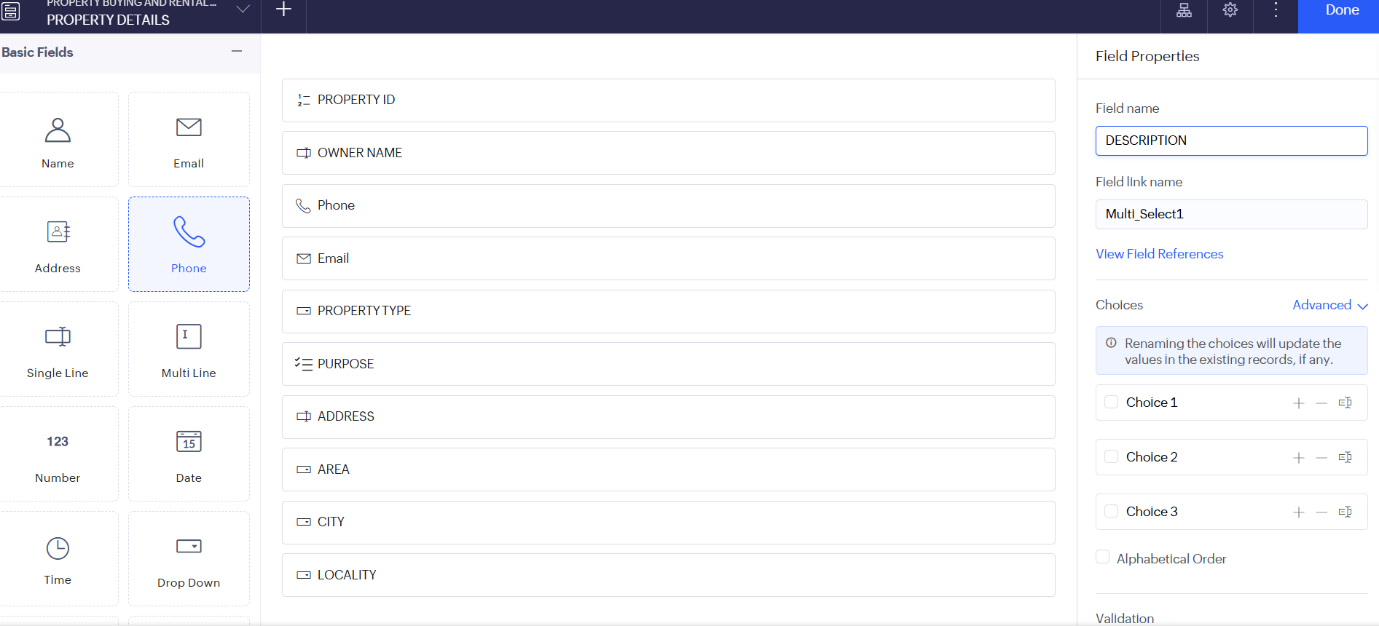 PROPERTY BUYING AND RENTAL...
PROPERTY DETAILS
Done
Basic Fields
Name
Email
Address
Phone
Single Line
I
Multi Line
123
Number
15
Date
Time
Drop Down
1
2
PROPERTY ID
OWNER NAME
Phone
Email
PROPERTY TYPE
PURPOSE
ADDRESS
AREA
CITY
LOCALITY
Field Properties
Field name
DESCRIPTION
Field link name
Multi_Select1
View Field References
Choices
Advanced
Renaming the choices will update the
values in the existing records, if any.
Choice 1
Choice 2
Choice 3
Alphabetical Order
Validation